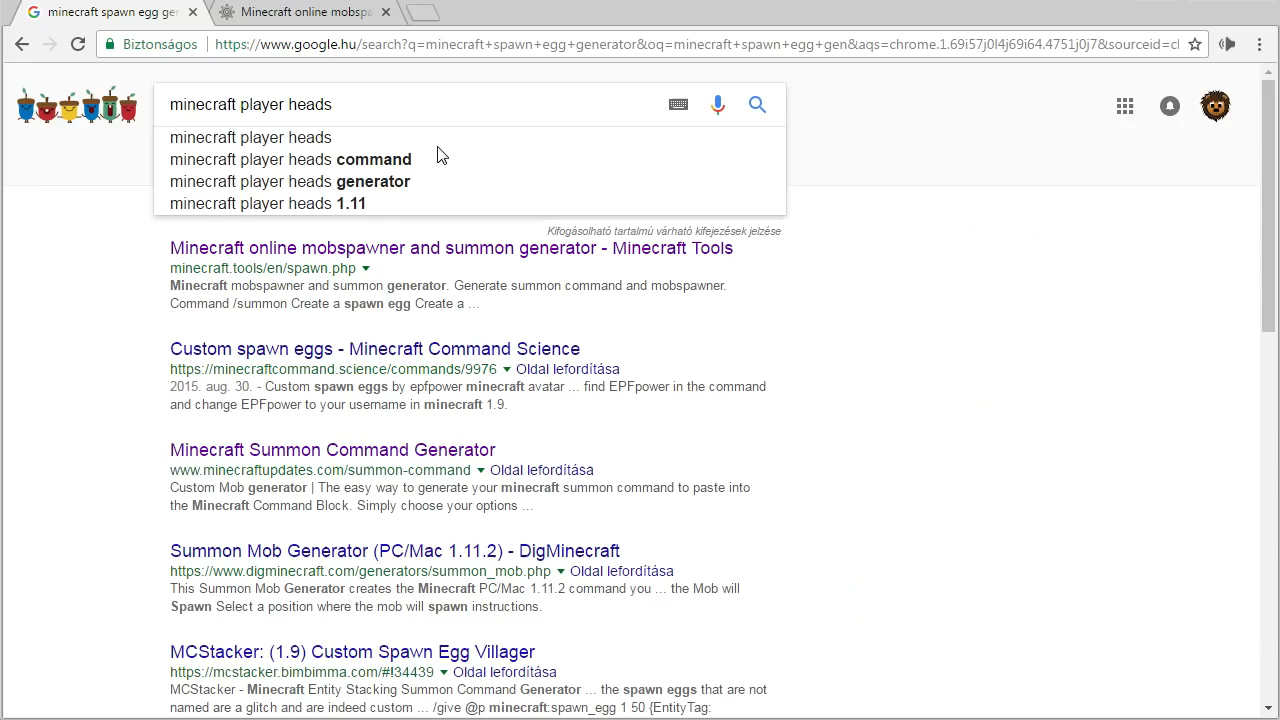 minecraft spawn egg ger
Minecraft online mobspa
Biztonságos
https://www.google.hu/search?q=minecraft+spawn+egg+generator&oq=minecraft+spawn+egg+gen&aqs=chrome.1.69i57j0l4j69i64.4751j0j7&sourceid=cl
minecraft player heads
minecraft player heads
minecraft player heads command
minecraft player heads generator
minecraft player heads 1.11
Kifogásolható tartalmú várható kifejezések jelzése
Minecraft online mobspawner and summon generator - Minecraft Tools
minecraft.tools/en/spawn.php
Minecraft mobspawner and summon generator. Generate summon command and mobspawner.
Command /summon Create a spawn egg Create a ...
Custom spawn eggs - Minecraft Command Science
https://minecraftcommand.science/commands/9976 Oldal lefordítása
2015. aug. 30. - Custom spawn eggs by epfpower minecraft avatar ... find EPFpower in the command
and change EPFpower to your username in minecraft 1.9.
Minecraft Summon Command Generator
www.minecraftupdates.com/summon-command Oldal lefordítása
Custom Mob generator | The easy way to generate your minecraft summon command to paste into
the Minecraft Command Block. Simply choose your options ...
Summon Mob Generator (PC/Mac 1.11.2) - DigMinecraft
https://www.digminecraft.com/generators/summon_mob.php Oldal lefordítása
This Summon Mob Generator creates the Minecraft PC/Mac 1.11.2 command you ... the Mob will
Spawn Select a position where the mob will spawn instructions.
MCStacker: (1.9) Custom Spawn Egg Villager
https://mcstacker.bimbimma.com/#!34439 Oldal lefordítása
MCStacker - Minecraft Entity Stacking Summon Command Generator ... the spawn eggs that are not
named are a glitch and are indeed custom ... /give @p minecraft:spawn_egg 1 50 {EntityTag: